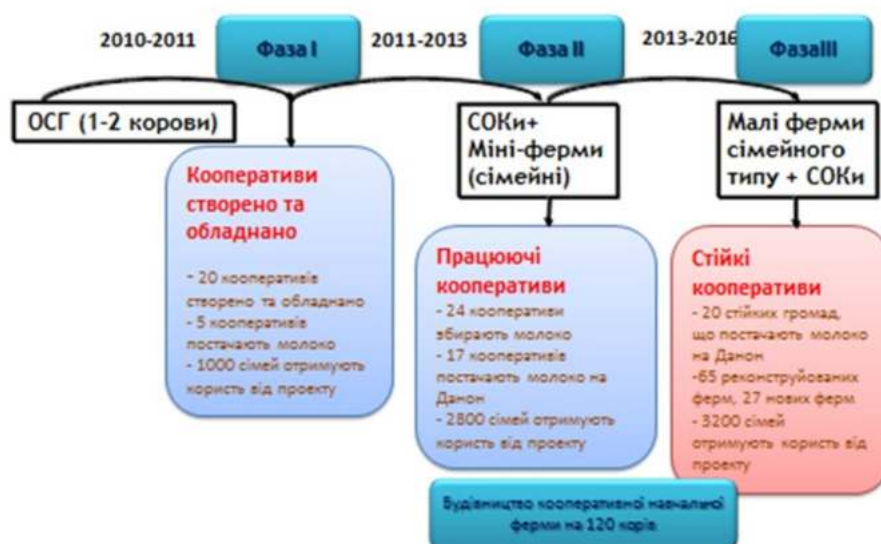 2010-2011
Фаза I
2011-2013
Фаза II
2013-2016
ФазаIII
ОСГ (1-2 корови)
СОКи+
Міні-ферми
(сімейні)
Малі ферми
сімейного
типу + СОКи
Кооперативи
створено та
обладнано
- 20 кооперативів
створено та обладнано
- 5 кооперативів
постачають молоко
- 1000 сімей отримують
користь від проекту
Працюючі
кооперативи
- 24 кооперативи
збирають молоко
- 17 кооперативів
постачають молоко на
Данон
- 2800 сімей отримують
користь від проекту
Стійкі
кооперативи
- 20 стійких громад,
що постачають молоко
на Данон
-65 реконструйованих
ферм, 27 нових ферм
- 3200 сімей
отримують користь від
проекту
Будівництво кооперативної навчальної
ферми на 120 корів